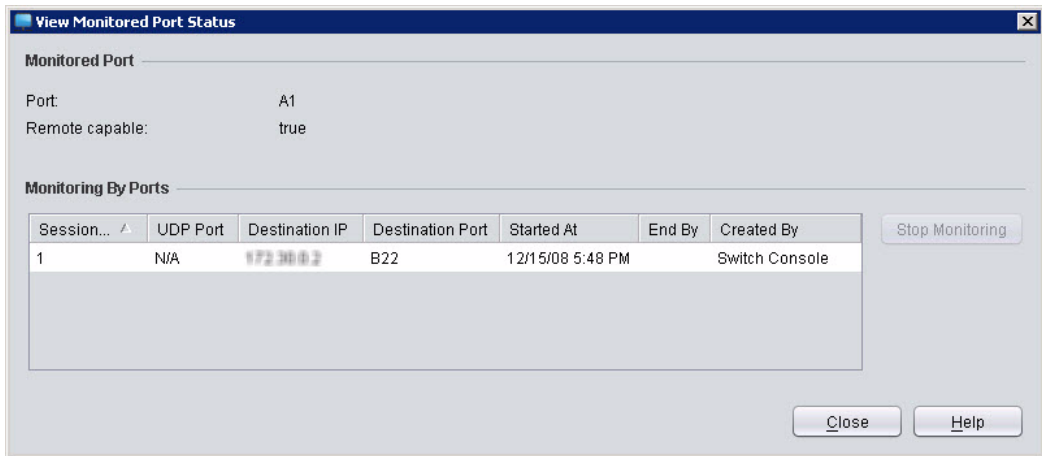 View Monitored Port Status
Monitored Port
Port: A1
Remote capable: true
Monitoring By Ports
Session... UDP Port Destination IP Destination Port Started At End By Created By
1 N/A B22 12/15/08 5:48 PM Switch Console
Stop Monitoring
Close Help